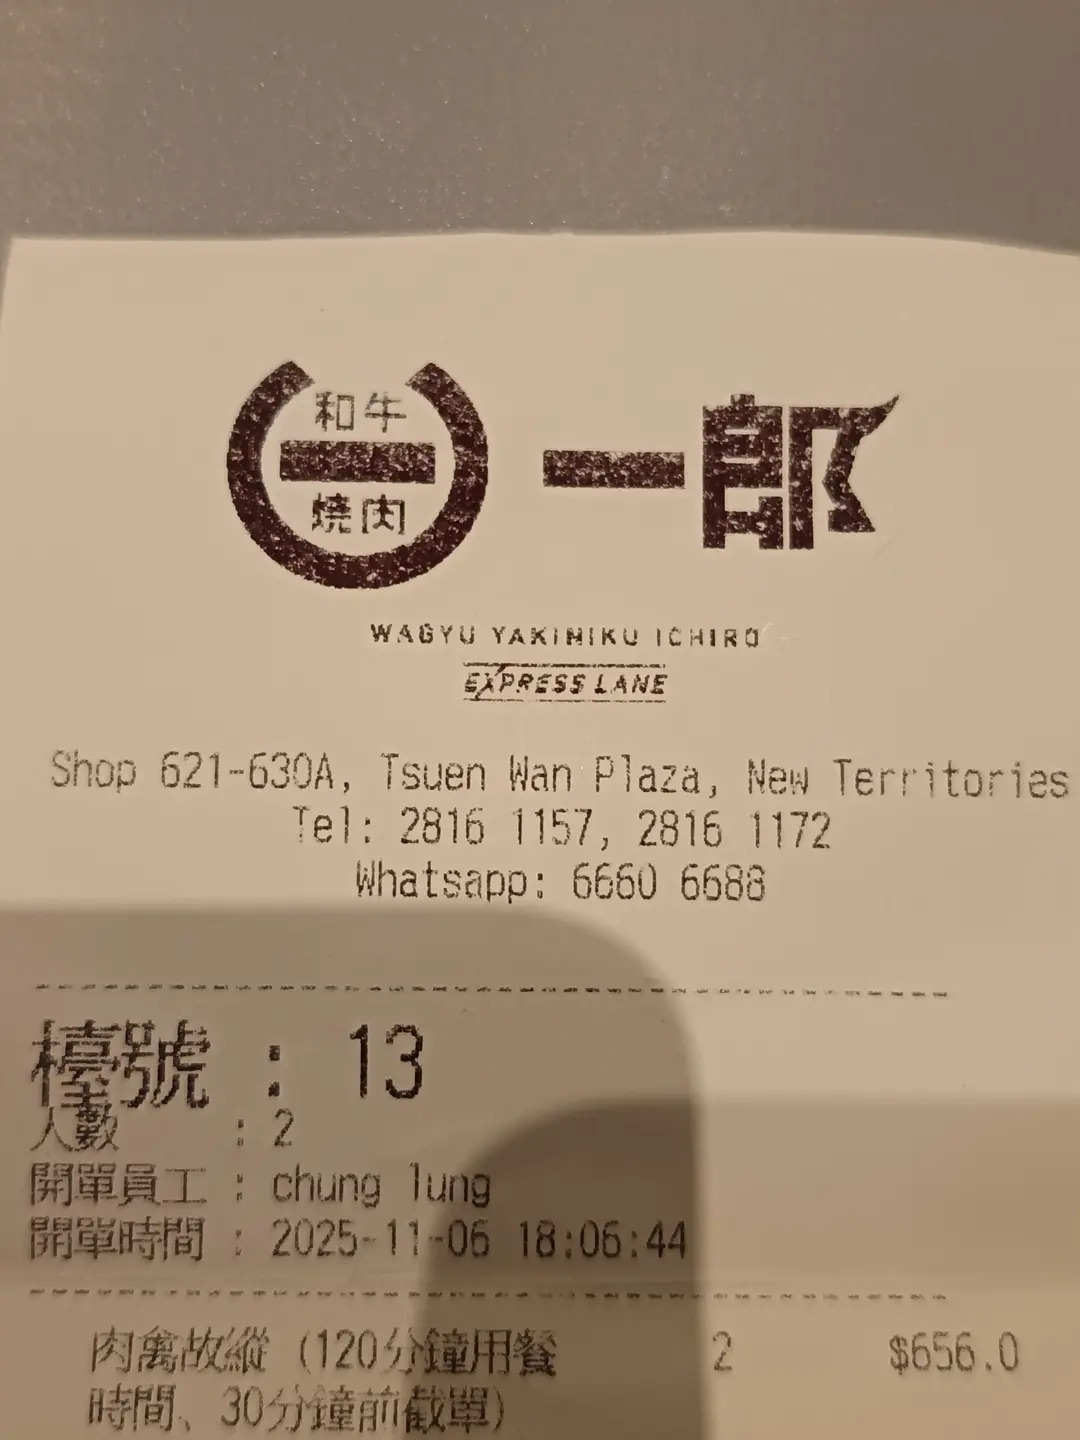 和牛
一
燒肉
一郎
WAGYU YAKINIKU ICHIRO
EXPRESS LANE
Shop 621-630A, Tsuen Wan Plaza, New Territories
Tel: 2816 1157, 2816 1172
Whatsapp: 6660 6688
檯號 : 13
人數 : 2
開單員工 : chung lung
開單時間 : 2025-11-06 18:06:44
肉禽故縱 (120分鐘用餐 2 $656.0
時間、30分鐘前截單)